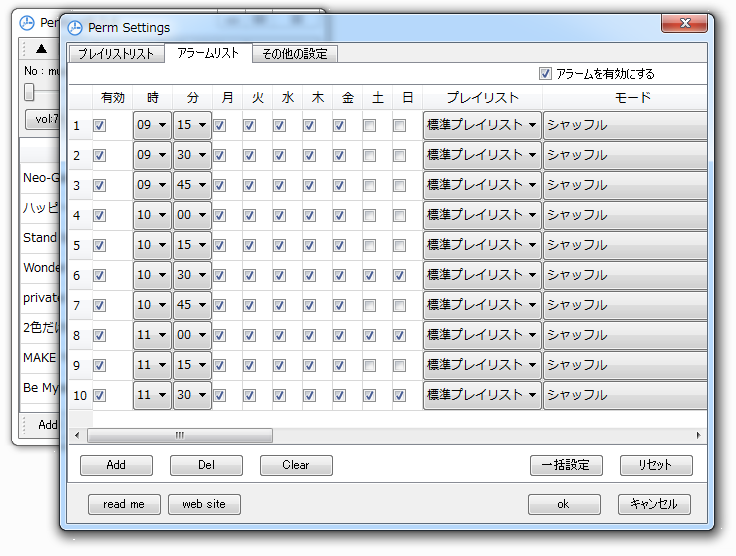 Perm
Perm Settings
プレイリストリスト アラームリスト その他の設定
アラームを有効にする
有効 時 分 月 火 水 木 金 土 日 プレイリスト モード
1 09 15 標準プレイリスト シャッフル
2 09 30 標準プレイリスト シャッフル
3 09 45 標準プレイリスト シャッフル
4 10 00 標準プレイリスト シャッフル
5 10 15 標準プレイリスト シャッフル
6 10 30 標準プレイリスト シャッフル
7 10 45 標準プレイリスト シャッフル
8 11 00 標準プレイリスト シャッフル
9 11 15 標準プレイリスト シャッフル
10 11 30 標準プレイリスト シャッフル
Add Del Clear 一括設定 リセット
read me web site ok キャンセル
No : mu
vol:7
Neo-G
ハッピ
Stand
Wonde
private
2色だけ
MAKE
Be My
Add